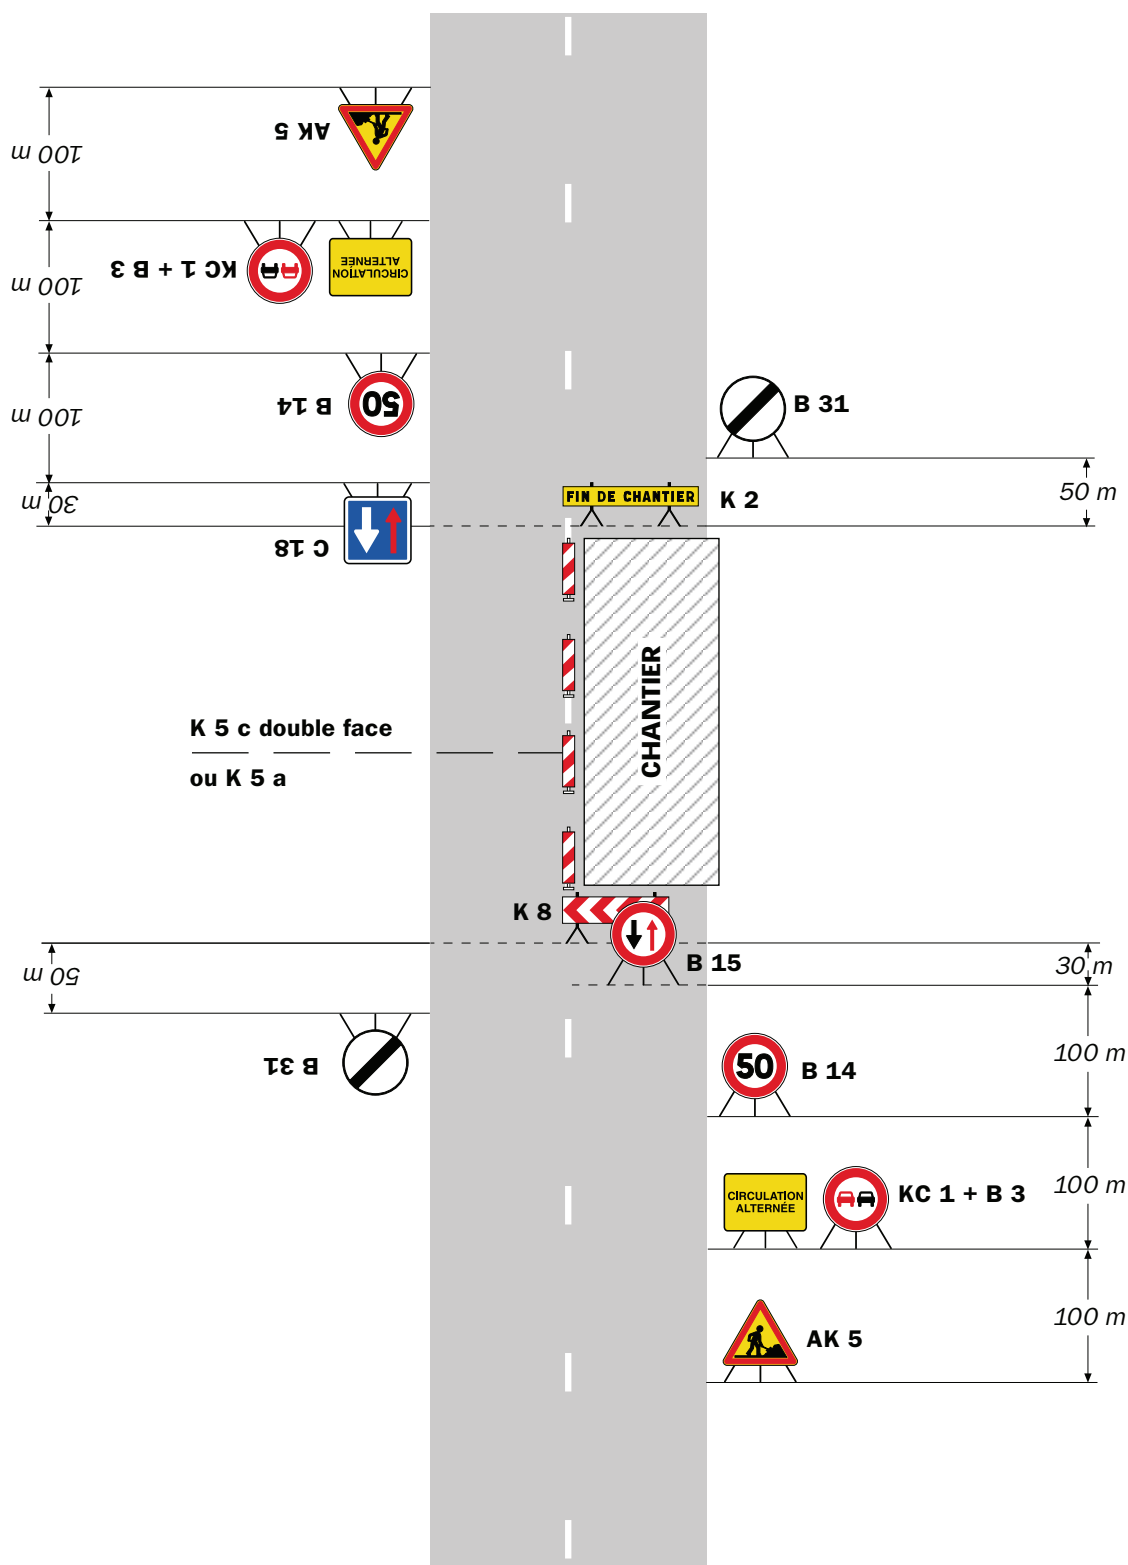 AK 5
100 m
KC 1 + B 3
CIRCULATION
ALTERNÉE
100 m
B 14
50
100 m
B 31
50 m
FIN DE CHANTIER
K 2
30 m
C 18
CHANTIER
K 5 c double face
ou K 5 a
K 8
B 15
30 m
50 m
B 31
50
B 14
100 m
CIRCULATION
ALTERNÉE
KC 1 + B 3
100 m
AK 5
100 m